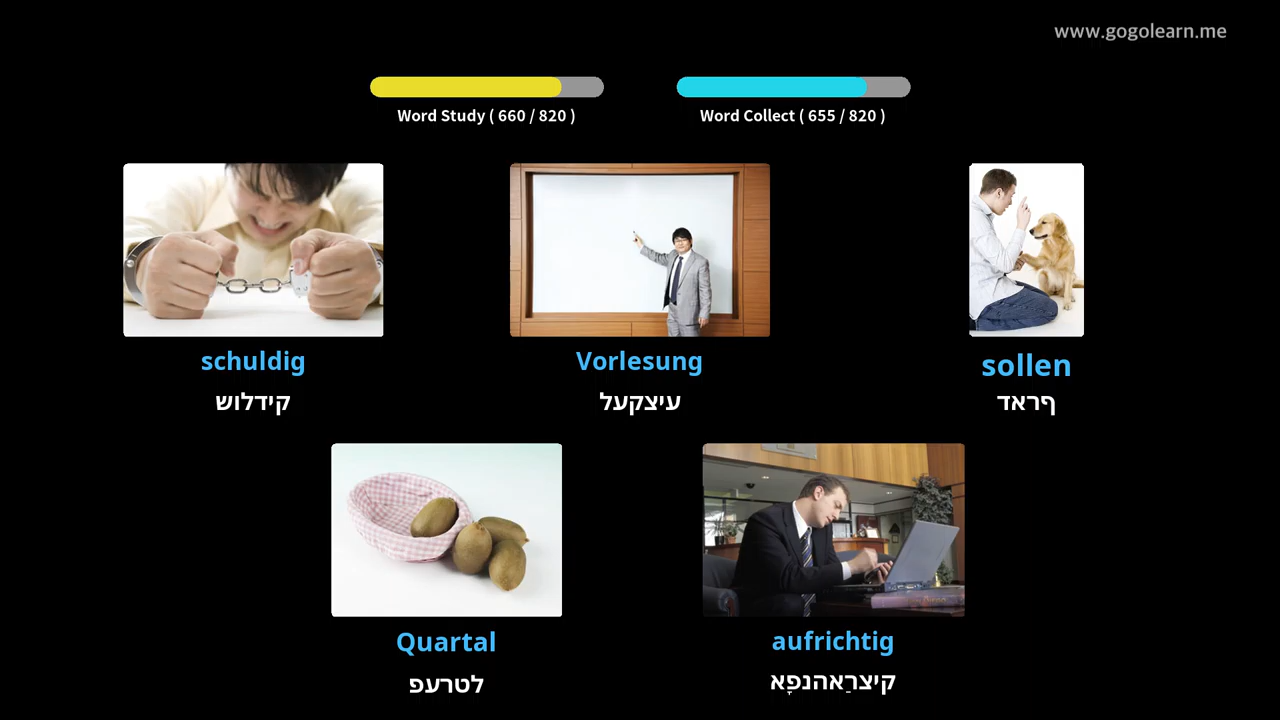 www.gogolearn.me
Word Study ( 660 / 820 )
Word Collect ( 655 / 820 )
schuldig
קידלוש
Vorlesung
עיצקעל
sollen
ףראד
Quartal
לטרעפ
aufrichtig
קיצרַאהנפָא